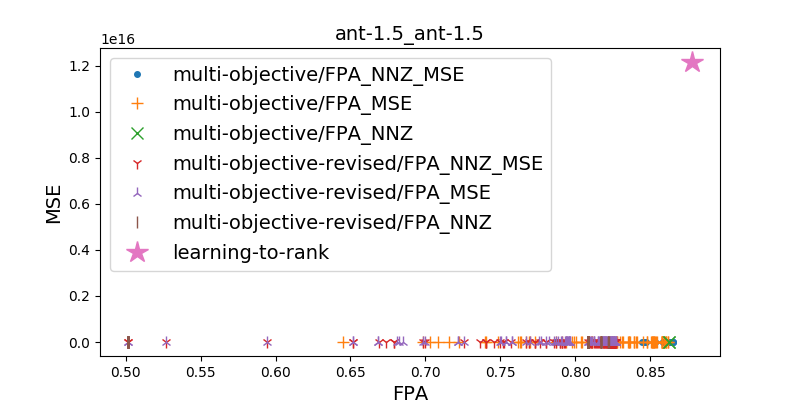 ant-1.5_ant-1.5
1e16
multi-objective/FPA_NNZ_MSE
multi-objective/FPA_MSE
multi-objective/FPA_NNZ
multi-objective-revised/FPA_NNZ_MSE
multi-objective-revised/FPA_MSE
multi-objective-revised/FPA_NNZ
learning-to-rank
MSE
1.2
1.0
0.8
0.6
0.4
0.2
0.0
0.50 0.55 0.60 0.65 0.70 0.75 0.80 0.85
FPA